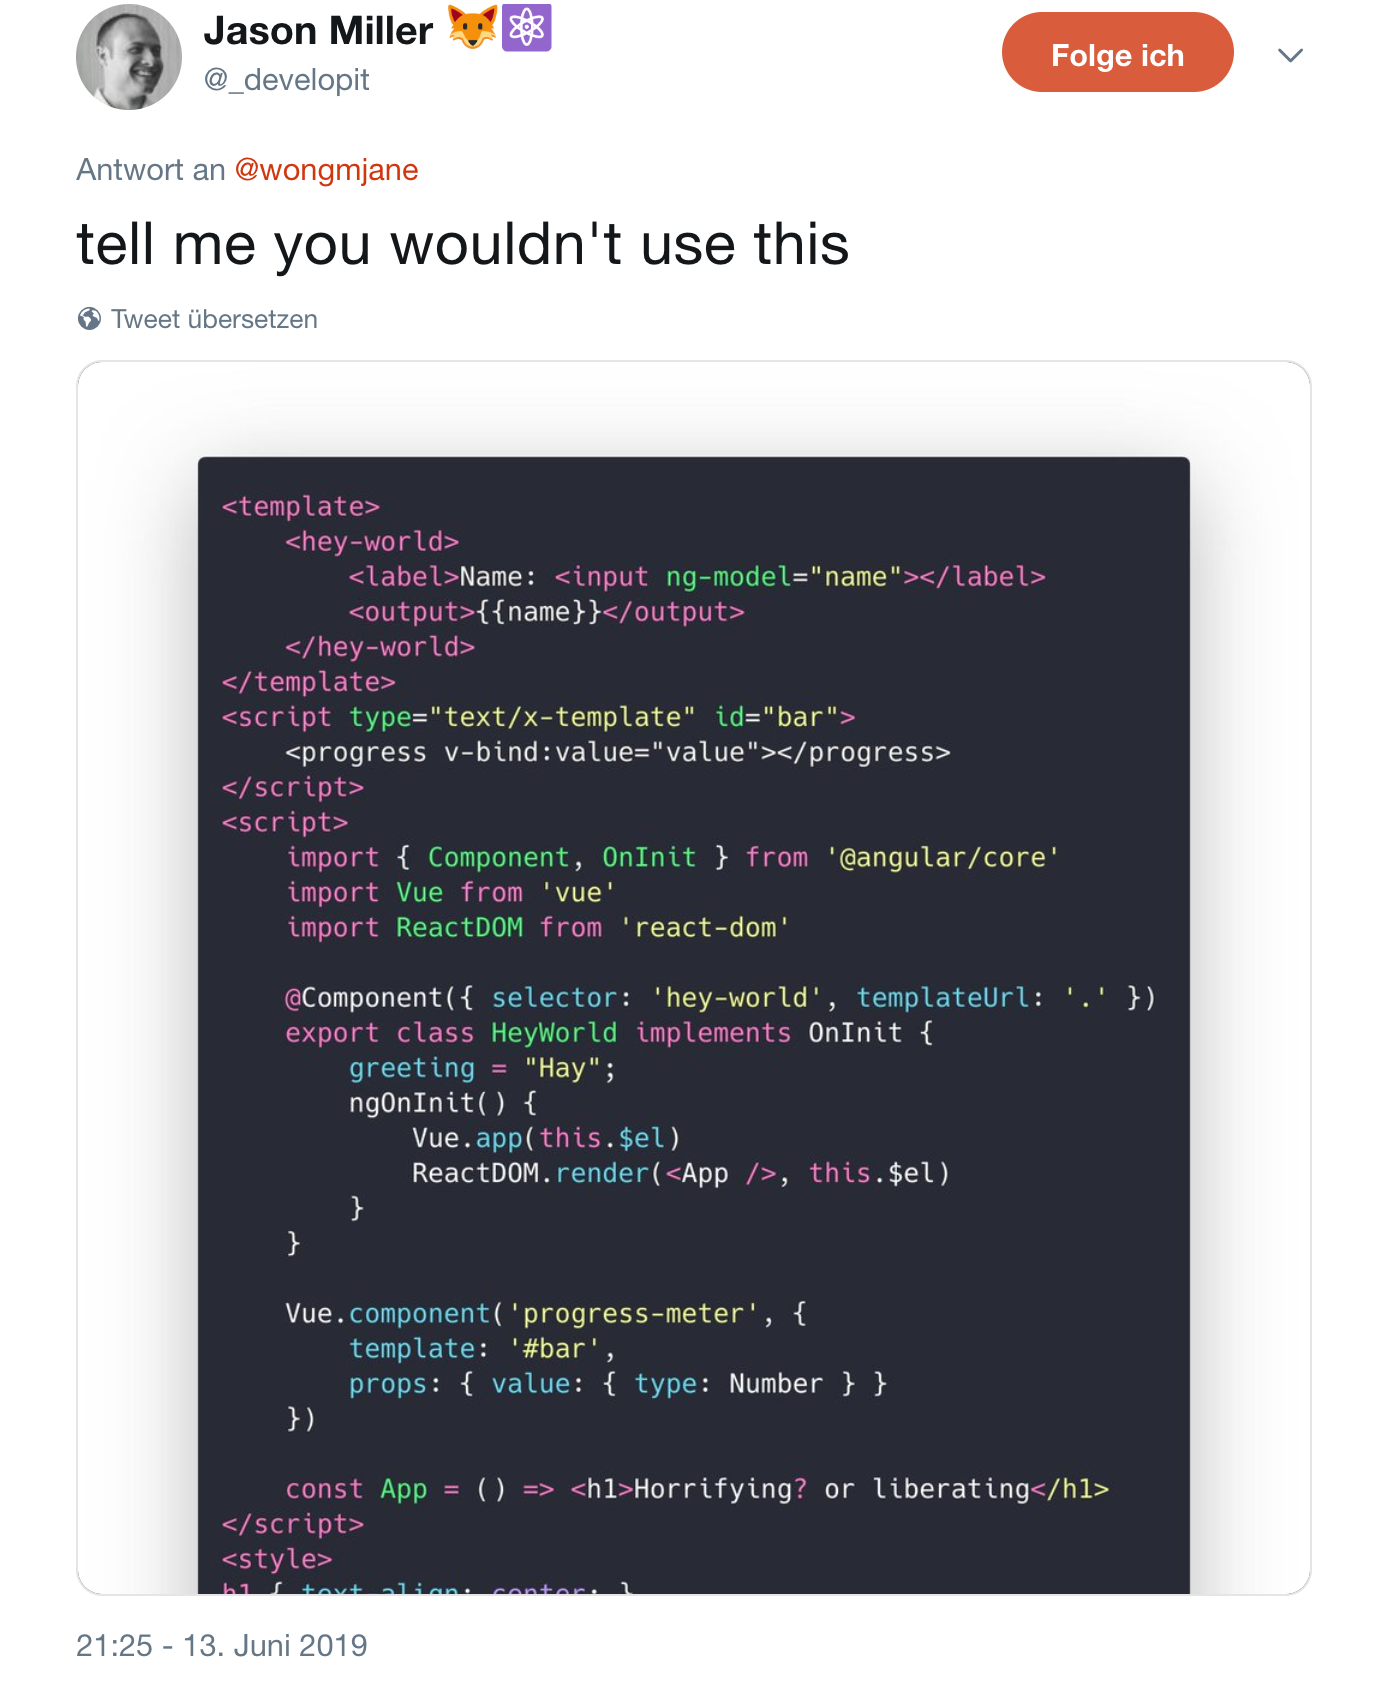 Jason Miller 🦊⚛️
@_developit
Folge ich
Antwort an @wongmjane
tell me you wouldn't use this
Tweet übersetzen
<template>
    <hey-world>
        <label>Name: <input ng-model="name"></label>
        <output>{{name}}</output>
    </hey-world>
</template>
<script type="text/x-template" id="bar">
    <progress v-bind:value="value"></progress>
</script>
<script>
    import { Component, OnInit } from '@angular/core'
    import Vue from 'vue'
    import ReactDOM from 'react-dom'

    @Component({ selector: 'hey-world', templateUrl: '.' })
    export class HeyWorld implements OnInit {
        greeting = "Hay";
        ngOnInit() {
            Vue.app(this.$el)
            ReactDOM.render(<App />, this.$el)
        }
    }

    Vue.component('progress-meter', {
        template: '#bar',
        props: { value: { type: Number } }
    })

    const App = () => <h1>Horrifying? or liberating</h1>
</script>
<style>
h1 { text-align: center; }
21:25 - 13. Juni 2019